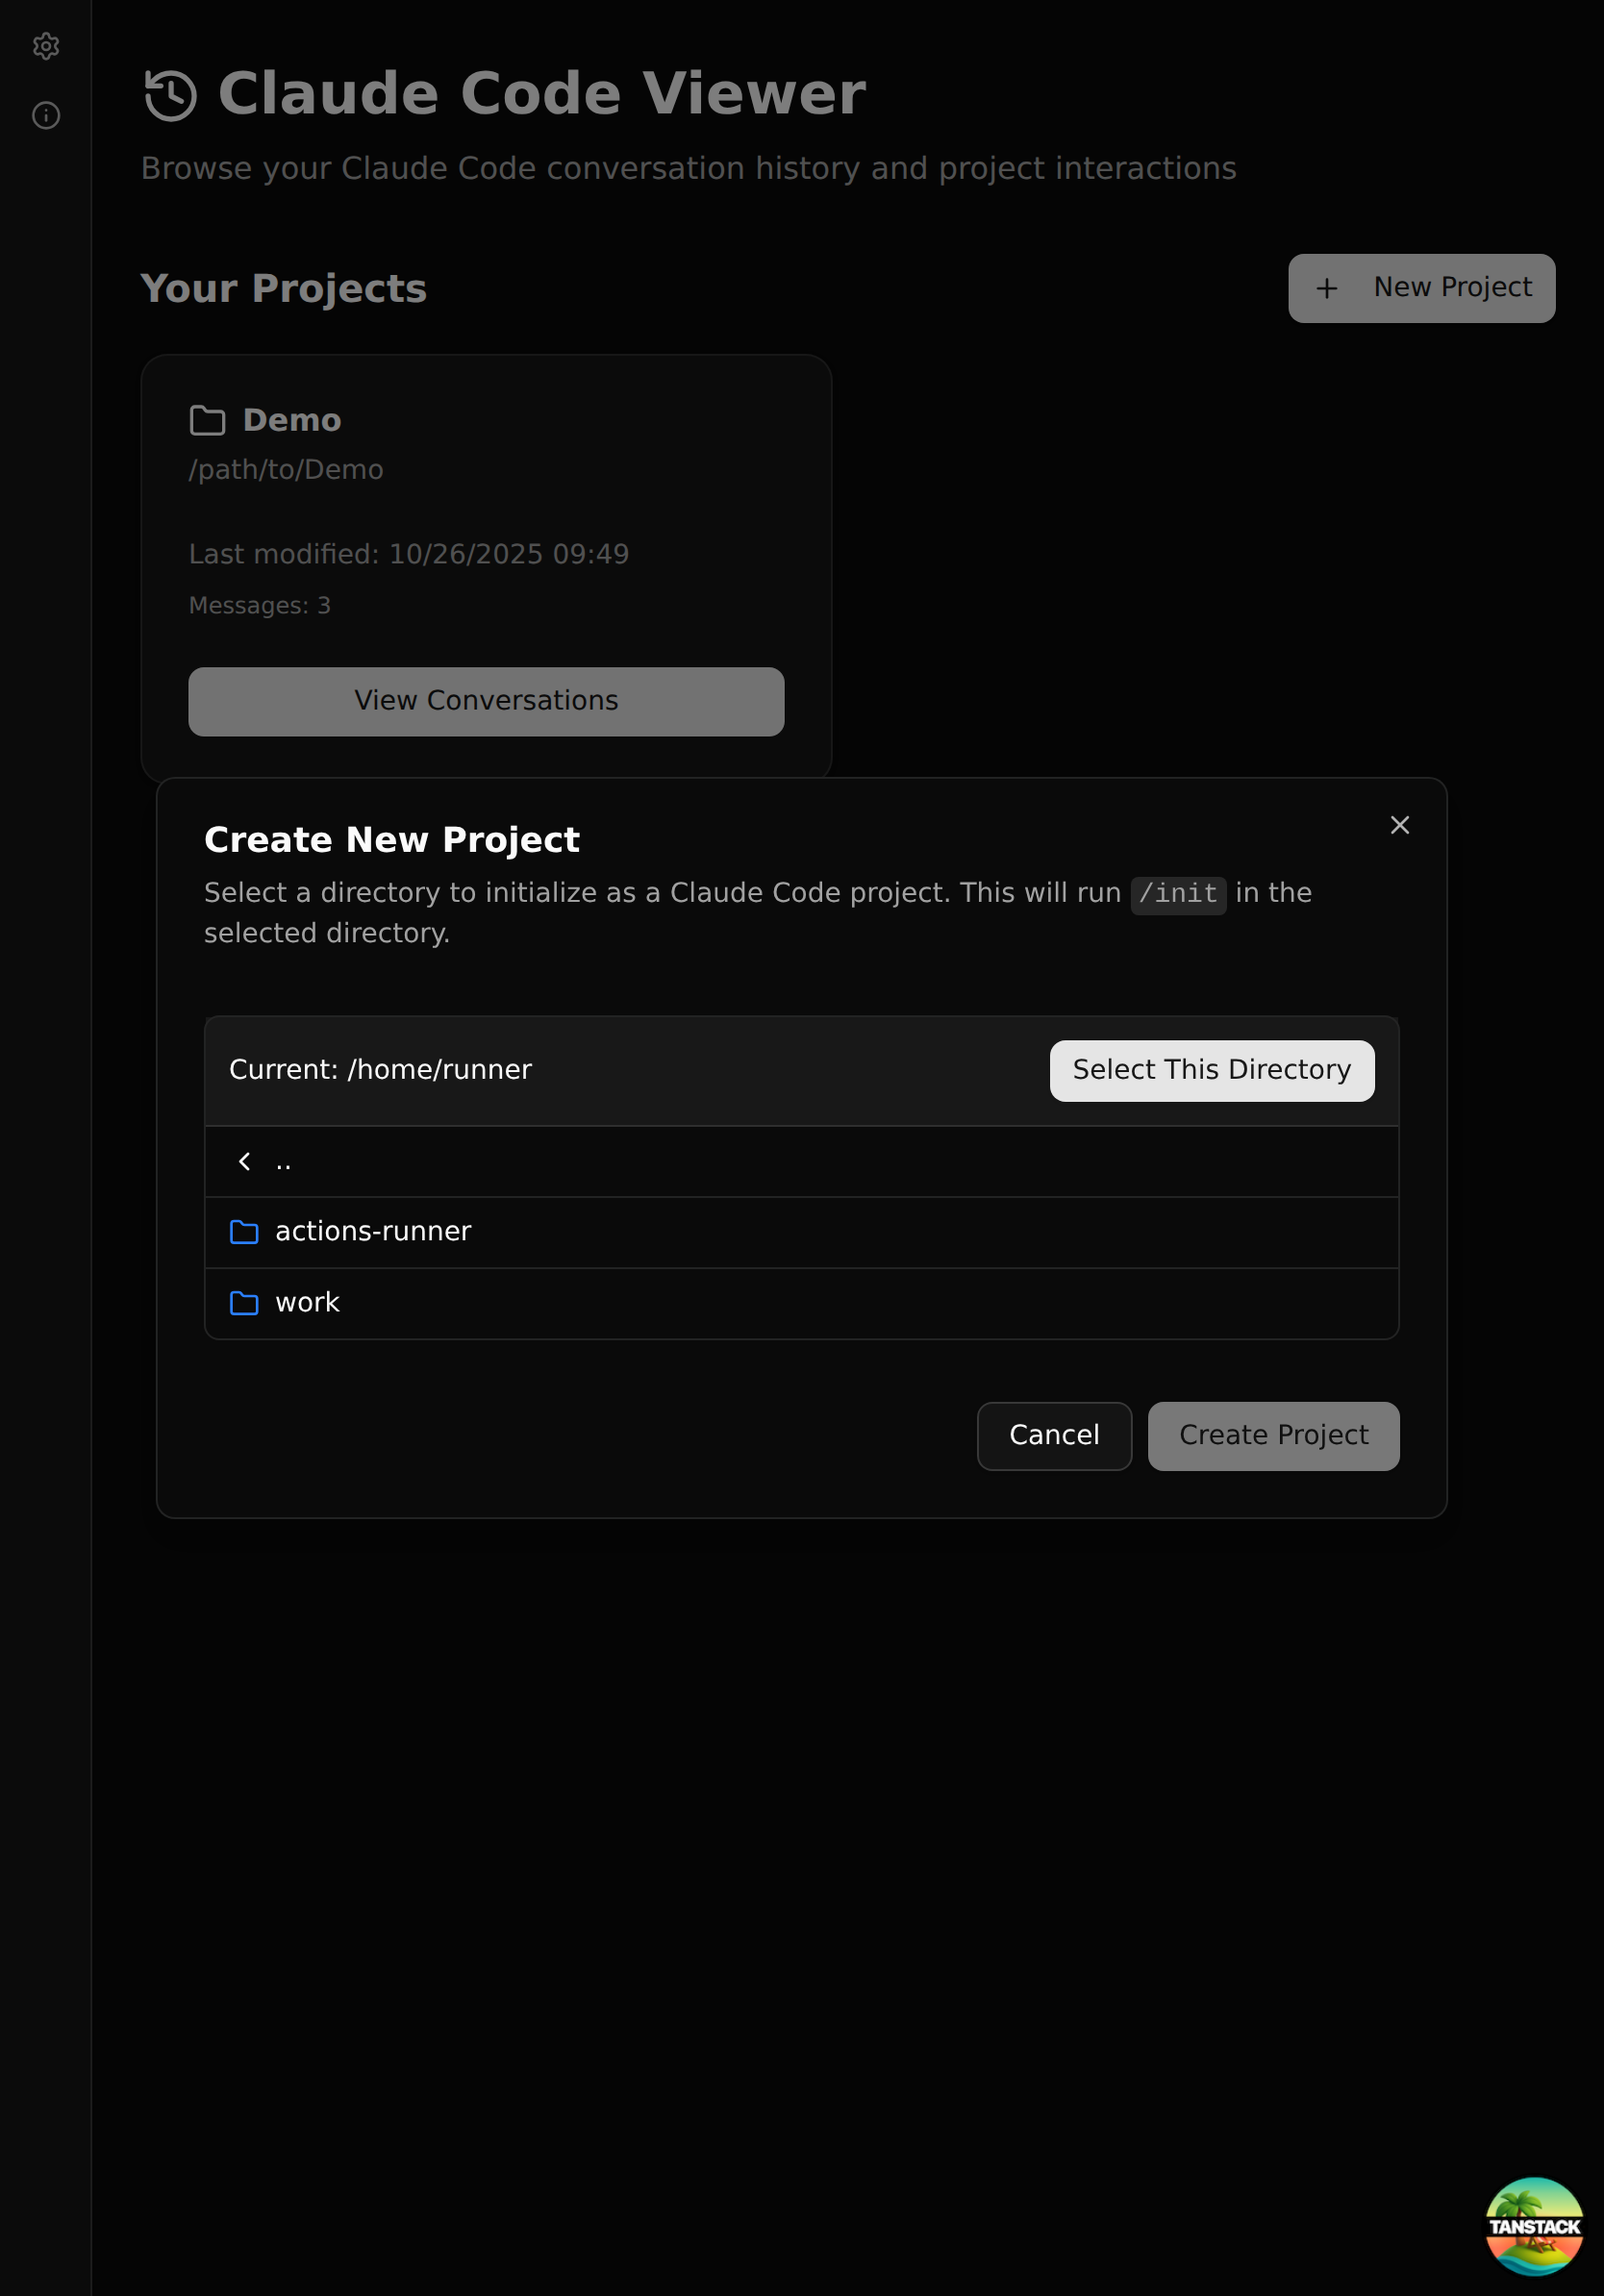 Claude Code Viewer
Browse your Claude Code conversation history and project interactions
Your Projects
New Project
Demo
/path/to/Demo
Last modified: 10/26/2025 09:49
Messages: 3
View Conversations
Create New Project
Select a directory to initialize as a Claude Code project. This will run /init in the
selected directory.
Current: /home/runner
Select This Directory
..
actions-runner
work
Cancel
Create Project
TANSTACK